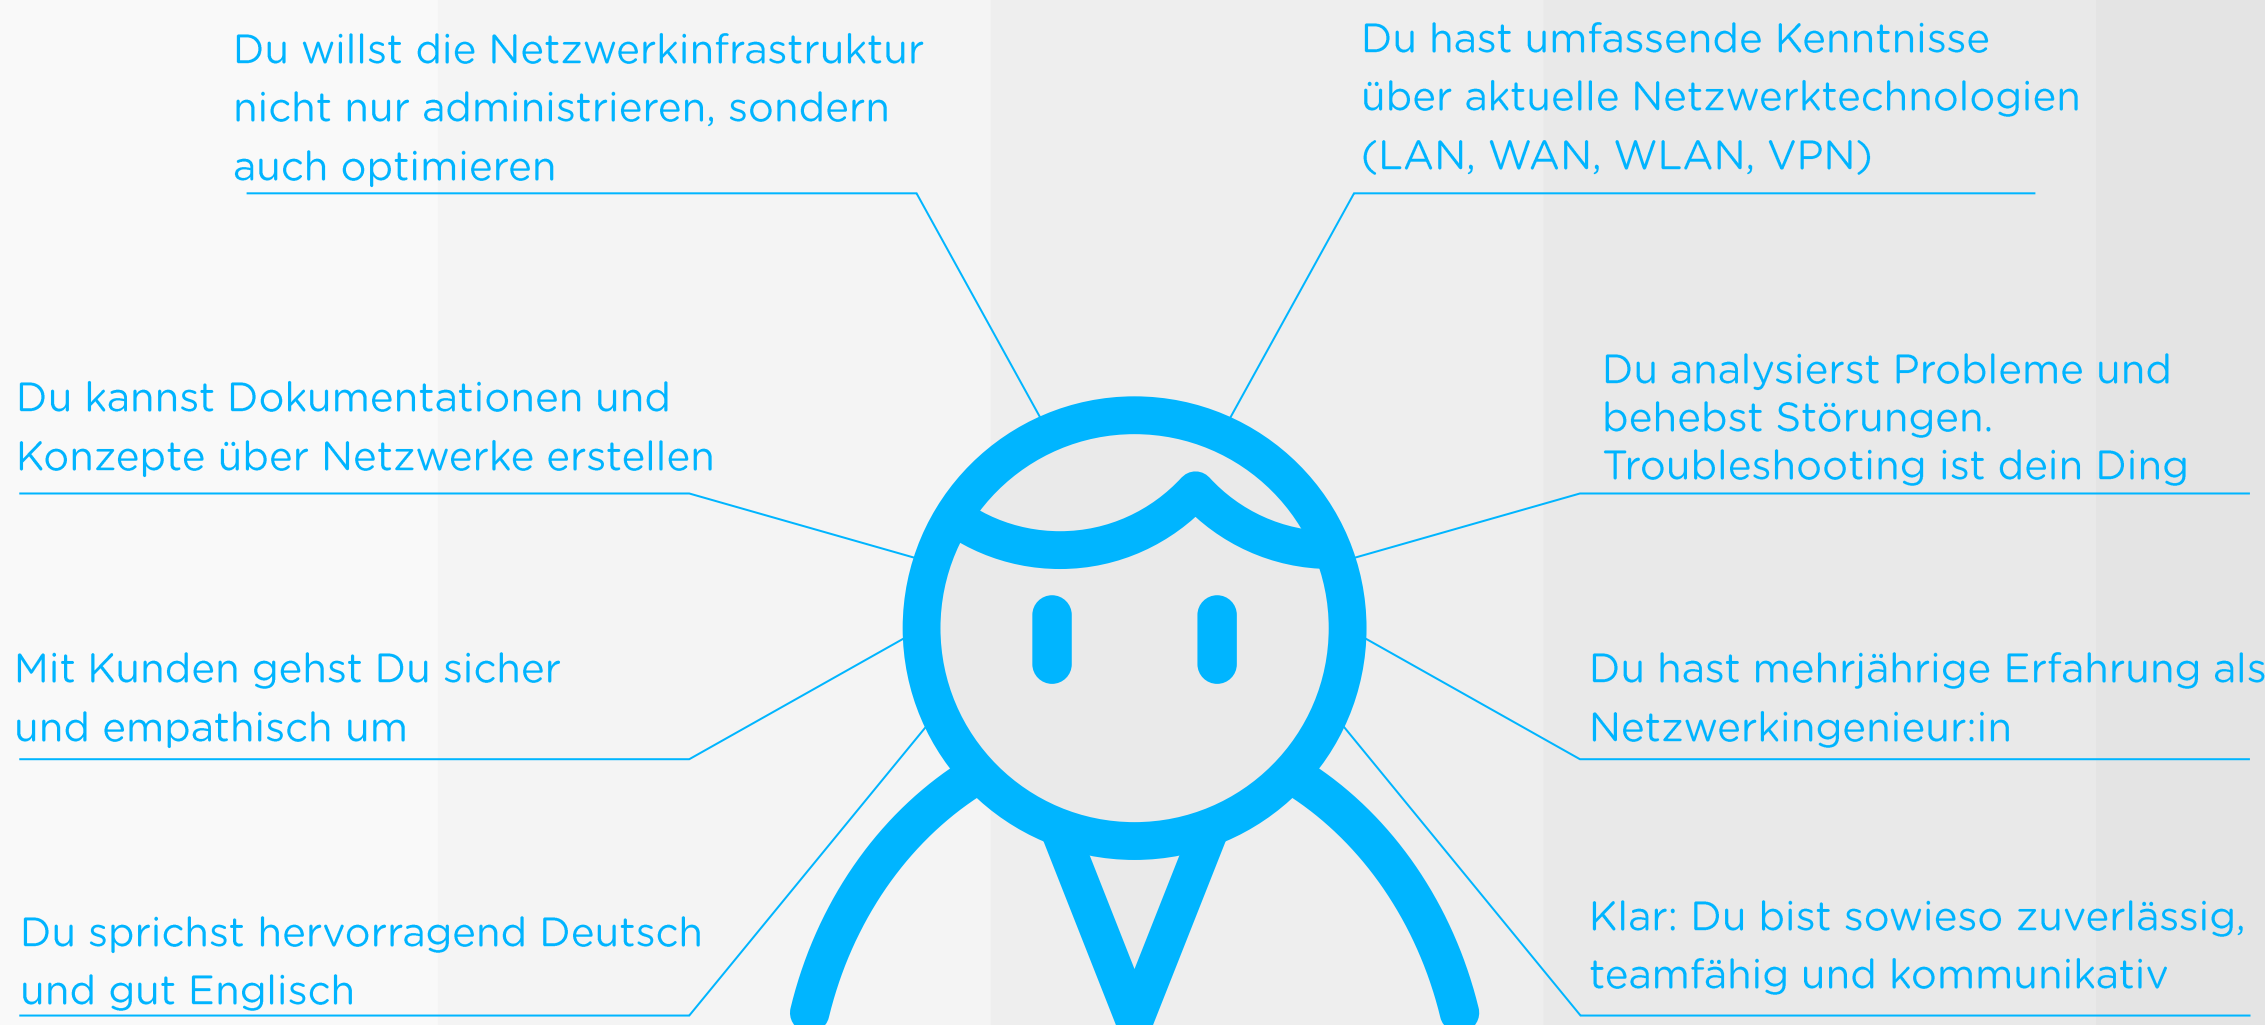 Du willst die Netzwerkinfrastruktur
nicht nur administrieren, sondern
auch optimieren
Du hast umfassende Kenntnisse
über aktuelle Netzwerktechnologien
(LAN, WAN, WLAN, VPN)
Du kannst Dokumentationen und
Konzepte über Netzwerke erstellen
Du analysierst Probleme und
behebst Störungen.
Troubleshooting ist dein Ding
Mit Kunden gehst Du sicher
und empathisch um
Du hast mehrjährige Erfahrung als
Netzwerkingenieur:in
Du sprichst hervorragend Deutsch
und gut Englisch
Klar: Du bist sowieso zuverlässig,
teamfähig und kommunikativ